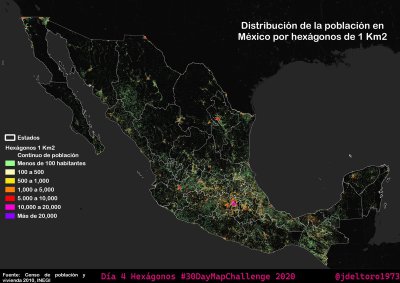 Distribución de la población en
México por hexágonos de 1 Km2
Estados
Hexágonos 1 Km2
Continuo de población
Menos de 100 habitantes
100 a 500
500 a 1,000
1,000 a 5,000
5.000 a 10,000
10,000 a 20,000
Más de 20,000
Fuente: Censo de población y
vivienda 2010, INEGI
Día 4 Hexágonos #30DayMapChallenge 2020
@jdeltoro1973